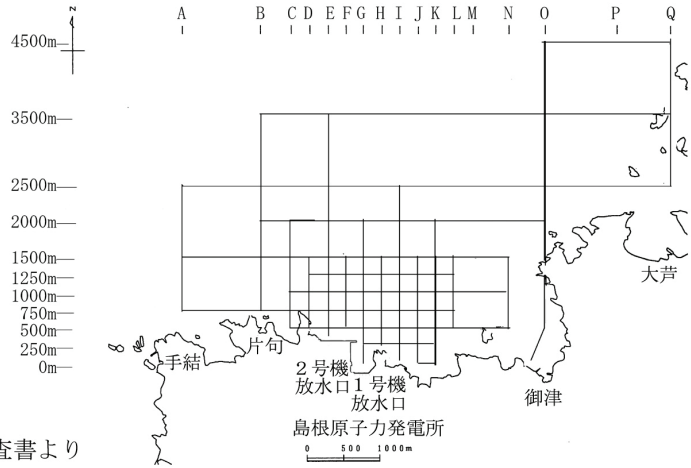 A B C D E F G H I J K L M N O P Q
z
4500m
3500m
2500m
2000m
1500m
1250m
1000m
750m
500m
250m
0m
大芦
片句
手結
2号機
放水口
1号機
放水口
御津
島根原子力発電所
査書より
0 500 1000m